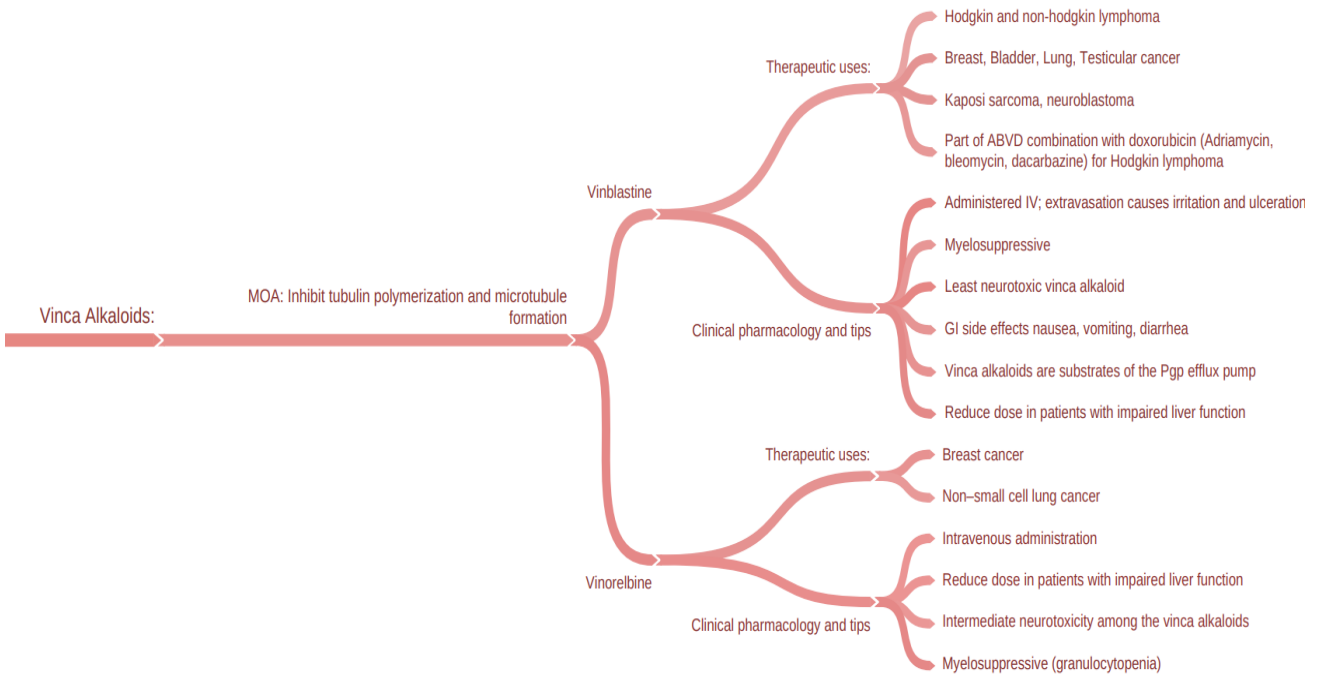 Vinca Alkaloids:
MOA: Inhibit tubulin polymerization and microtubule
formation
Vinblastine
Therapeutic uses:
Hodgkin and non-hodgkin lymphoma
Breast, Bladder, Lung, Testicular cancer
Kaposi sarcoma, neuroblastoma
Part of ABVD combination with doxorubicin (Adriamycin,
bleomycin, dacarbazine) for Hodgkin lymphoma
Clinical pharmacology and tips
Administered IV; extravasation causes irritation and ulceration
Myelosuppressive
Least neurotoxic vinca alkaloid
GI side effects nausea, vomiting, diarrhea
Vinca alkaloids are substrates of the Pgp efflux pump
Reduce dose in patients with impaired liver function
Vinorelbine
Therapeutic uses:
Breast cancer
Non–small cell lung cancer
Clinical pharmacology and tips
Intravenous administration
Reduce dose in patients with impaired liver function
Intermediate neurotoxicity among the vinca alkaloids
Myelosuppressive (granulocytopenia)